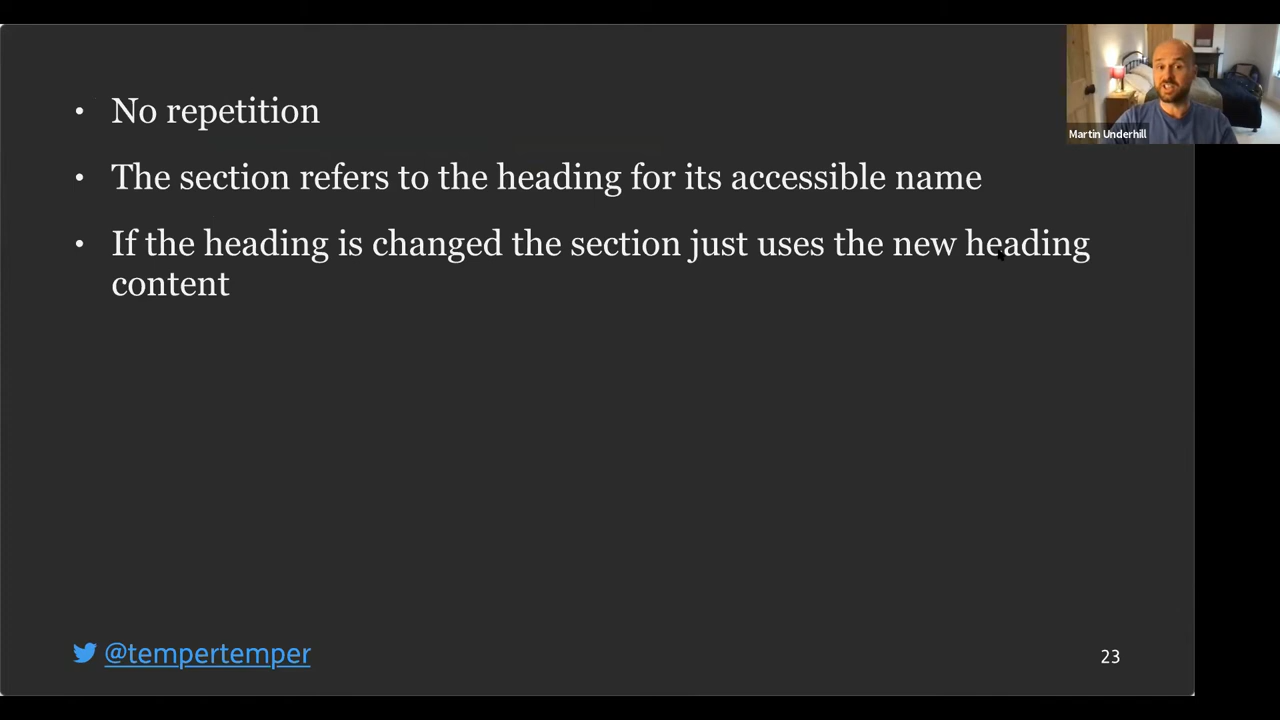 No repetition
The section refers to the heading for its accessible name
If the heading is changed the section just uses the new heading
content
Martin Underhill
@tempertemper
23